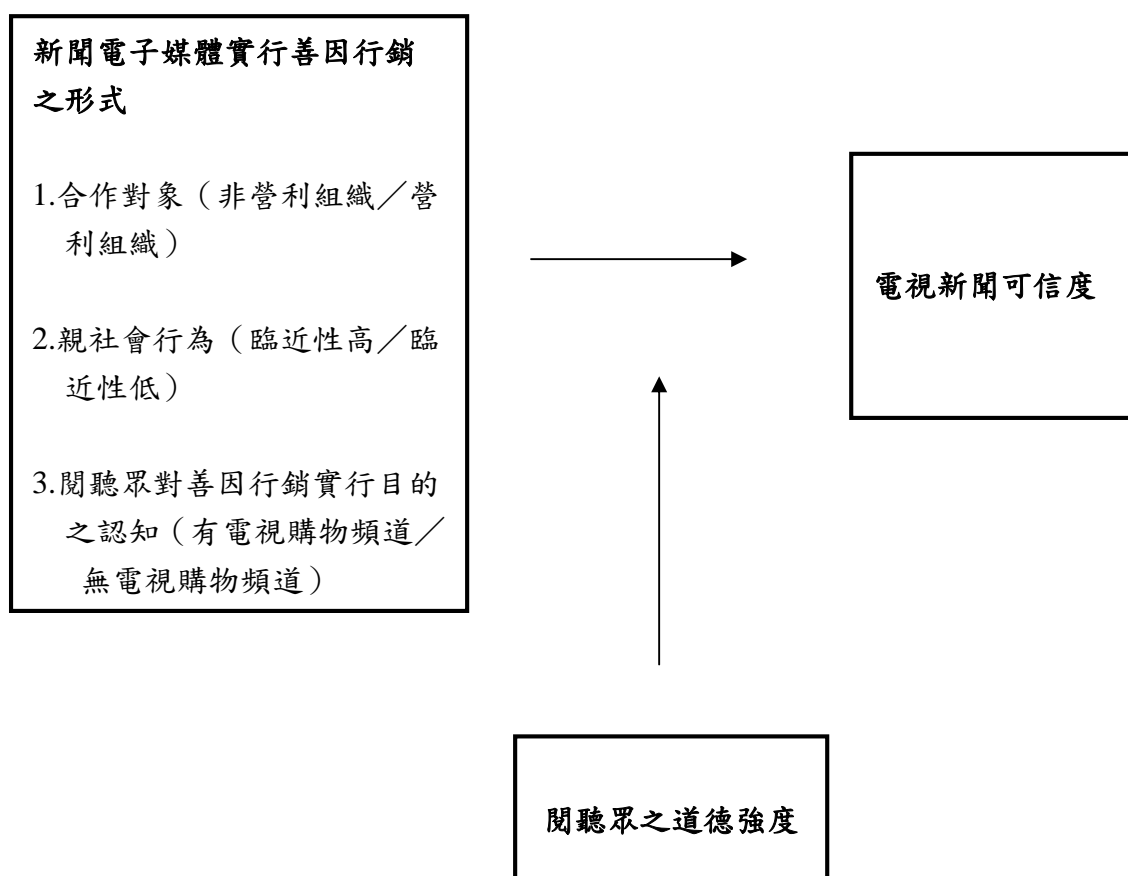 新聞電子媒體實行善因行銷
之形式
1.合作對象（非營利組織／營
利組織）
2.親社會行為（臨近性高／臨
近性低）
3.閱聽眾對善因行銷實行目的
之認知（有電視購物頻道／
無電視購物頻道）
電視新聞可信度
閱聽眾之道德強度